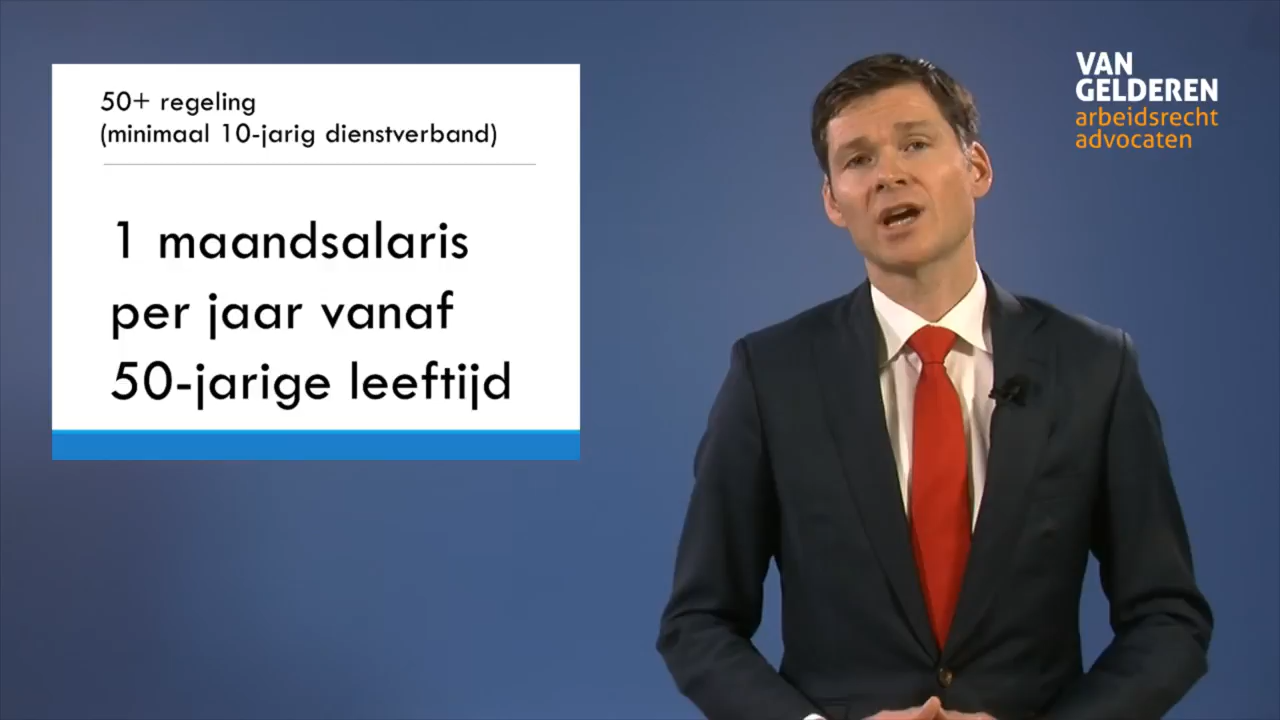 50+ regeling
(minimaal 10-jarig dienstverband)
1 maandsalaris
per jaar vanaf
50-jarige leeftijd
VAN
GELDEREN
arbeidsrecht
advocaten